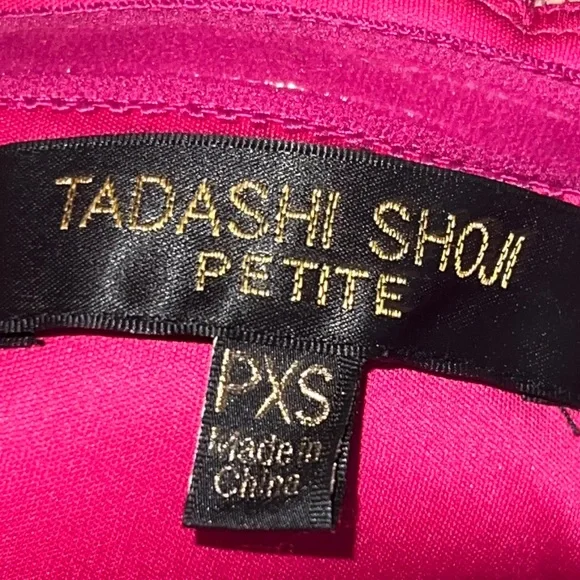 TADASHI SHOJI
PETITE
PXS
Made in
China